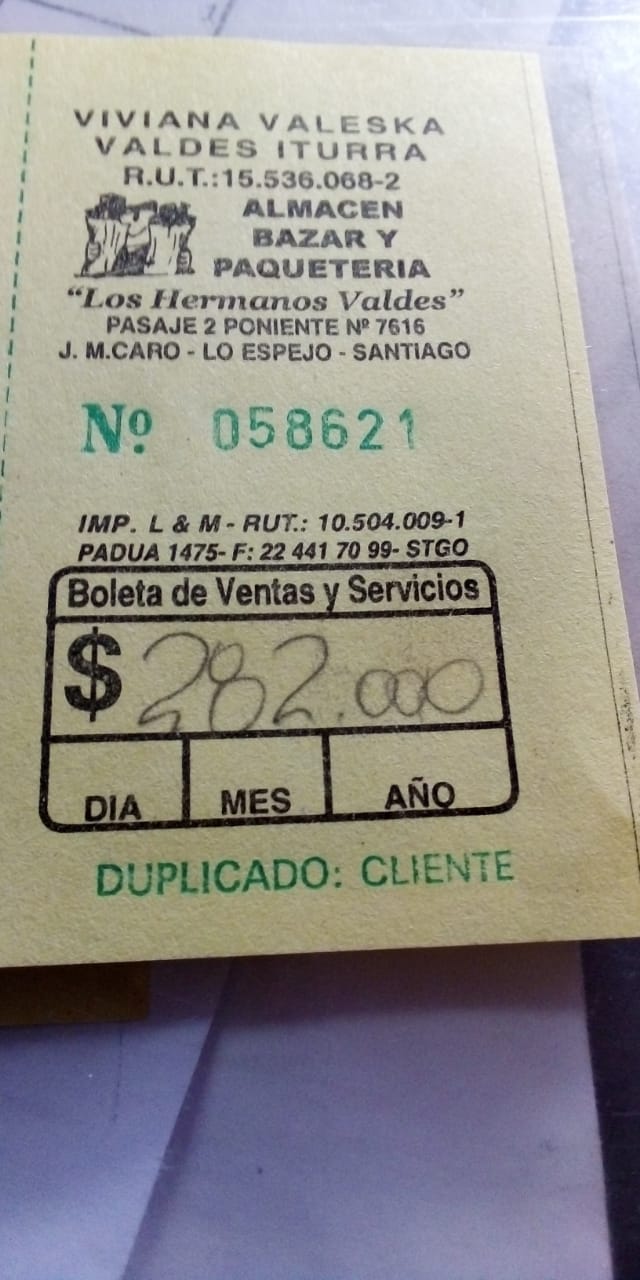 VIVIANA VALESKA
VALDES ITURRA
R.U.T.:15.536.068-2
ALMACEN
BAZAR Y
PAQUETERIA
"Los Hermanos Valdes"
PASAJE 2 PONIENTE Nº 7616
J. M.CARO - LO ESPEJO - SANTIAGO
Nº 058621
IMP. L & M - RUT.: 10.504.009-1
PADUA 1475- F: 22 441 70 99- STGO
Boleta de Ventas y Servicios
$ 282.000
DIA MES AÑO
DUPLICADO: CLIENTE